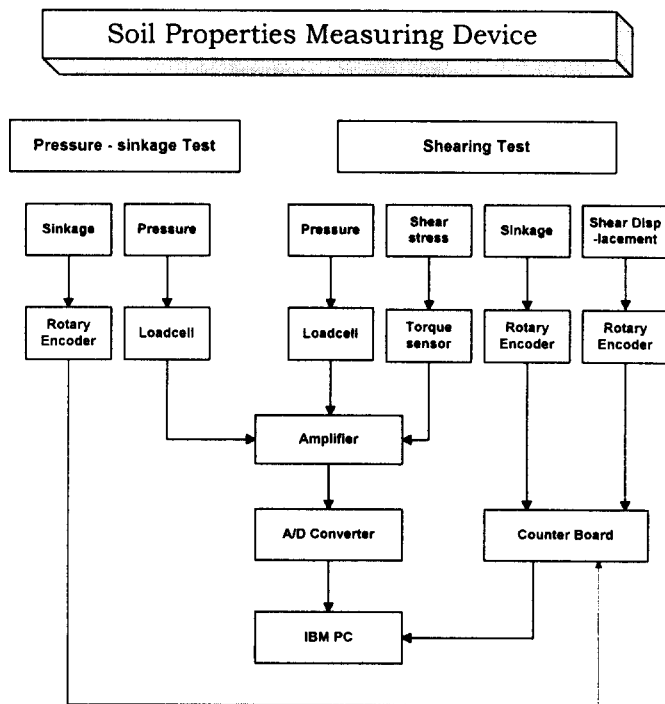 Soil Properties Measuring Device
Pressure - sinkage Test
Shearing Test
Sinkage
Pressure
Pressure
Shear
stress
Sinkage
Shear Disp
-lacement
Rotary
Encoder
Loadcell
Loadcell
Torque
sensor
Rotary
Encoder
Rotary
Encoder
Amplifier
A/D Converter
Counter Board
IBM PC